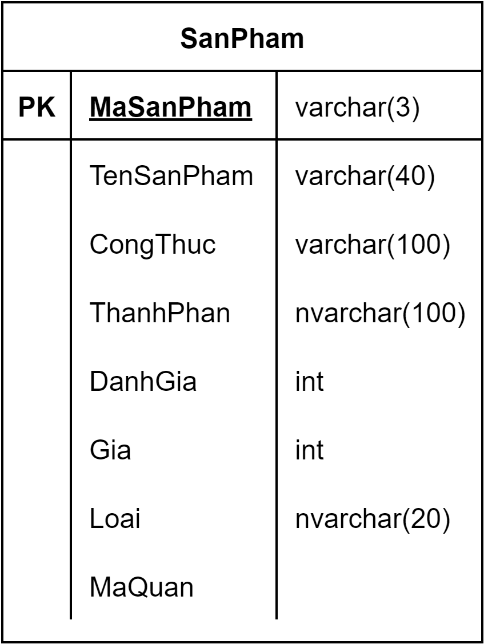 SanPham
PK MaSanPham varchar(3)
TenSanPham varchar(40)
CongThuc varchar(100)
ThanhPhan nvarchar(100)
DanhGia int
Gia int
Loai nvarchar(20)
MaQuan